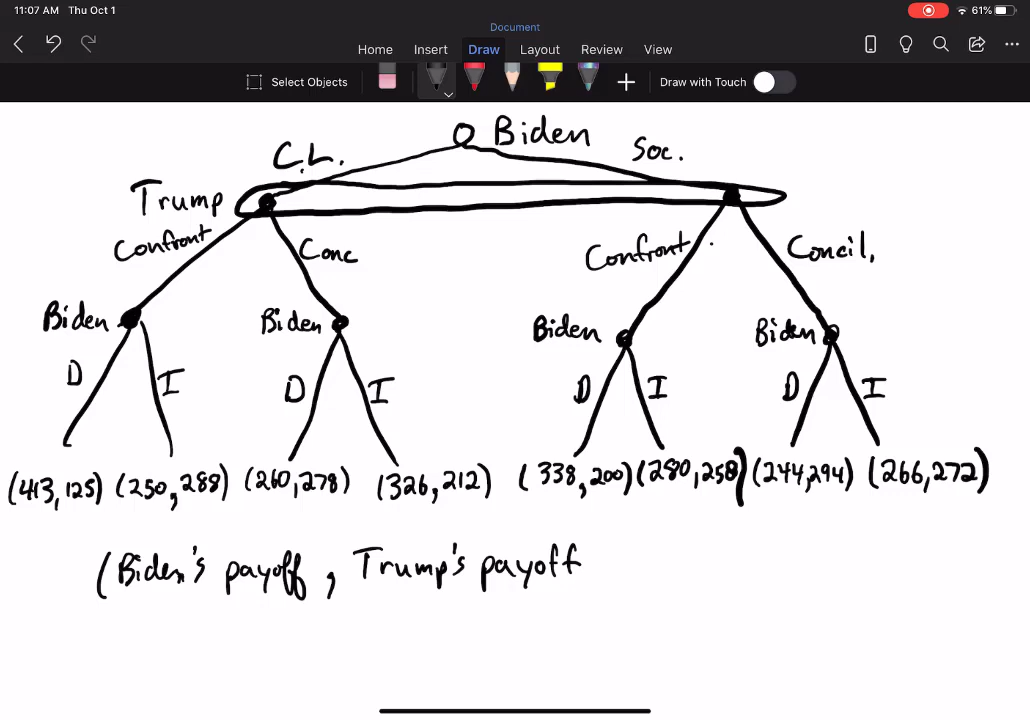 11:07 AM Thu Oct 1
61%
Document
Home Insert Draw Layout Review View
Select Objects
Draw with Touch
Biden
C.L.
Soc.
Trump
Confront
Conc
Confront
Concil.
Biden
Biden
Biden
Biden
D I D I D I D I
(413,125) (250,288) (260,278) (326,212) (338,200) (280,258) (244,294) (266,272)
(Biden's payoff, Trump's payoff